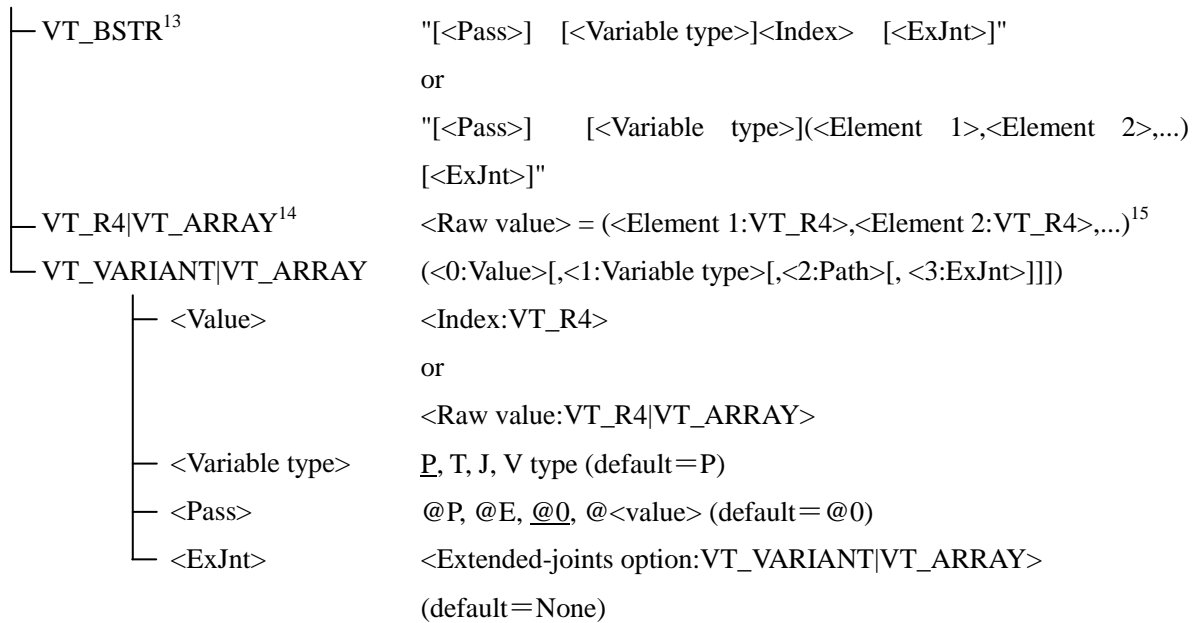 VT_BSTR13 "[<Pass>] [<Variable type>]<Index> [<ExJnt>]"
or
"[<Pass>] [<Variable type>](<Element 1>,<Element 2>,...)
[<ExJnt>]"
VT_R4|VT_ARRAY14 <Raw value> = (<Element 1:VT_R4>,<Element 2:VT_R4>,...)15
VT_VARIANT|VT_ARRAY (<0:Value>[,<1:Variable type>[,<2:Path>[, <3:ExJnt>]]])
<Value> <Index:VT_R4>
or
<Raw value:VT_R4|VT_ARRAY>
<Variable type> P, T, J, V type (default＝P)
<Pass> @P, @E, @0, @<value> (default＝@0)
<ExJnt> <Extended-joints option:VT_VARIANT|VT_ARRAY>
(default＝None)